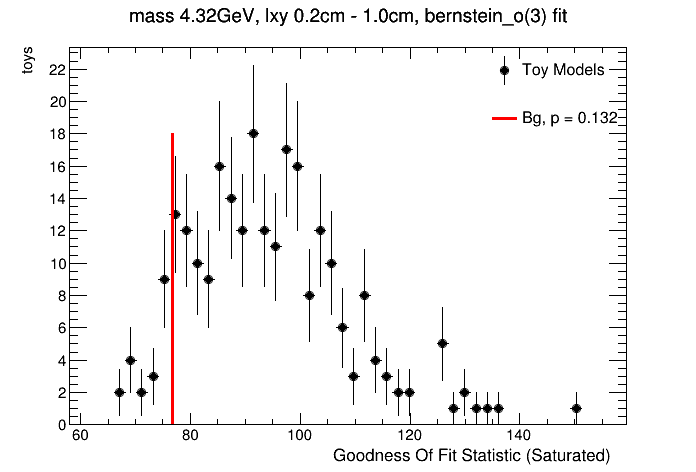 mass 4.32GeV, lxy 0.2cm - 1.0cm, bernstein_o(3) fit
toys
Toy Models
Bg, p = 0.132
22
20
18
16
14
12
10
8
6
4
2
0
60 80 100 120 140
Goodness Of Fit Statistic (Saturated)